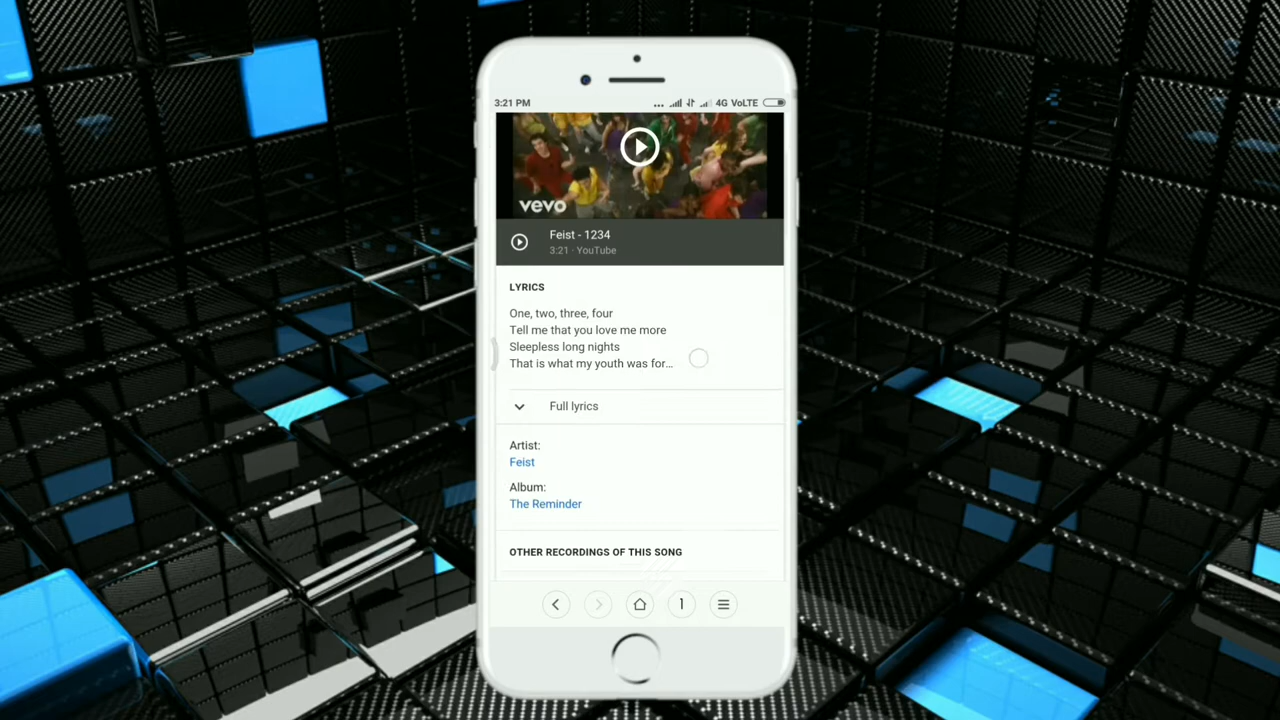 3:21 PM ... 4G VoLTE
vevo
Feist - 1234
3:21 · YouTube
LYRICS
One, two, three, four
Tell me that you love me more
Sleepless long nights
That is what my youth was for...
Full lyrics
Artist:
Feist
Album:
The Reminder
OTHER RECORDINGS OF THIS SONG
1